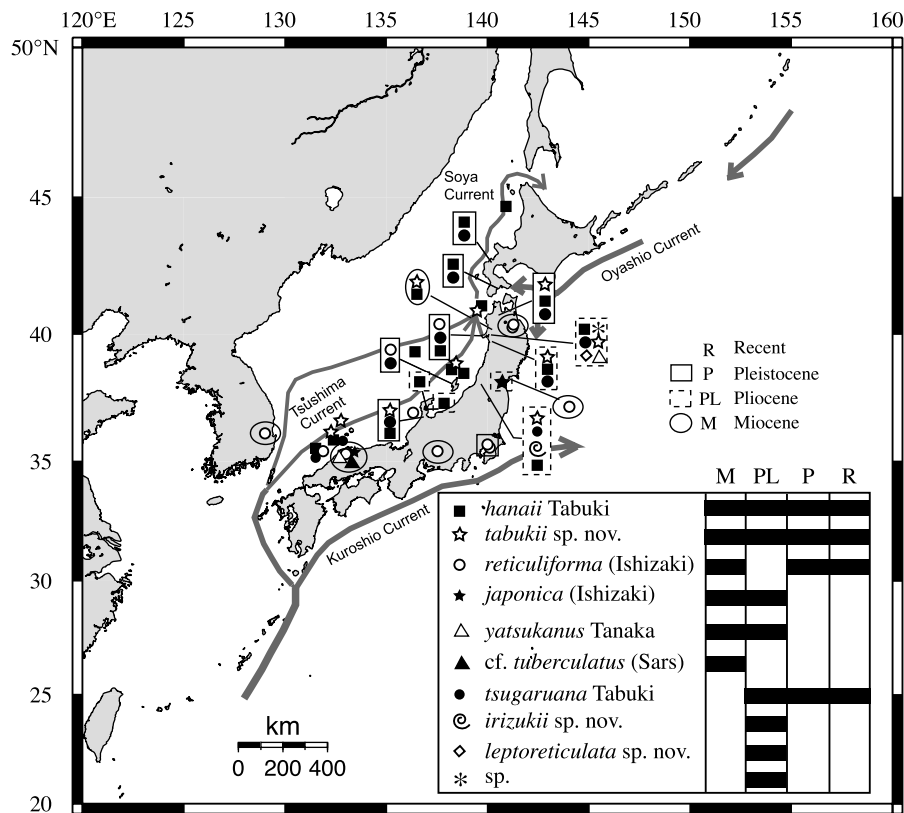 120°E 125 130 135 140 145 150 155 160
50°N
45
40
35
30
25
20
Soya
Current
Oyashio Current
Tsushima
Current
Kuroshio Current
R Recent
P Pleistocene
PL Pliocene
M Miocene
km
0 200 400
M PL P R
hanaii Tabuki
tabukii sp. nov.
reticuliforma (Ishizaki)
japonica (Ishizaki)
yatsukanus Tanaka
cf. tuberculatus (Sars)
tsugaruana Tabuki
irizukii sp. nov.
leptoreticulata sp. nov.
sp.